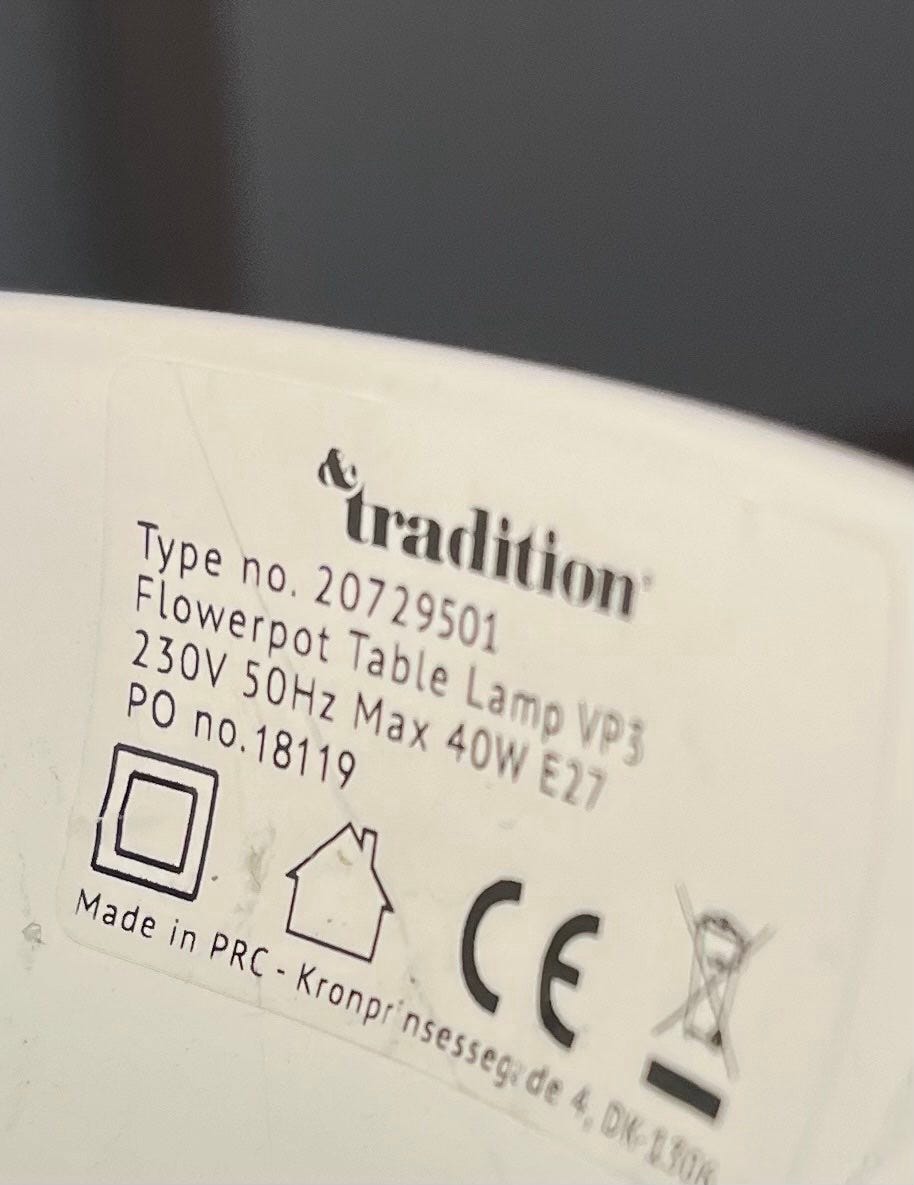 &tradition®
Type no. 20729501
Flowerpot Table Lamp VP3
230V 50Hz Max 40W E27
PO no.18119
CE
Made in PRC - Kronprinsessegade 4, DK-1306